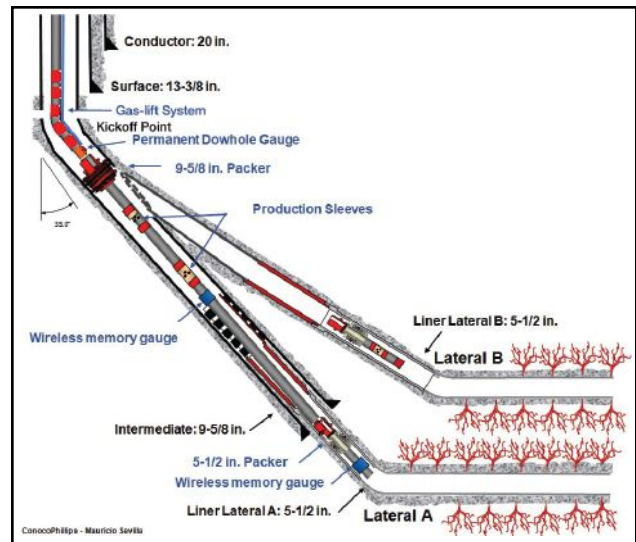 Conductor: 20 in.
Surface: 13-3/8 in.
Gas-lift System
Kickoff Point
Permanent Dowhole Gauge
9-5/8 in. Packer
Production Sleeves
Wireless memory gauge
Liner Lateral B: 5-1/2 in.
Lateral B
Intermediate: 9-5/8 in.
5-1/2 in. Packer
Wireless memory gauge
Liner Lateral A: 5-1/2 in.
Lateral A
ConocoPhillips - Mauricio Sevilla